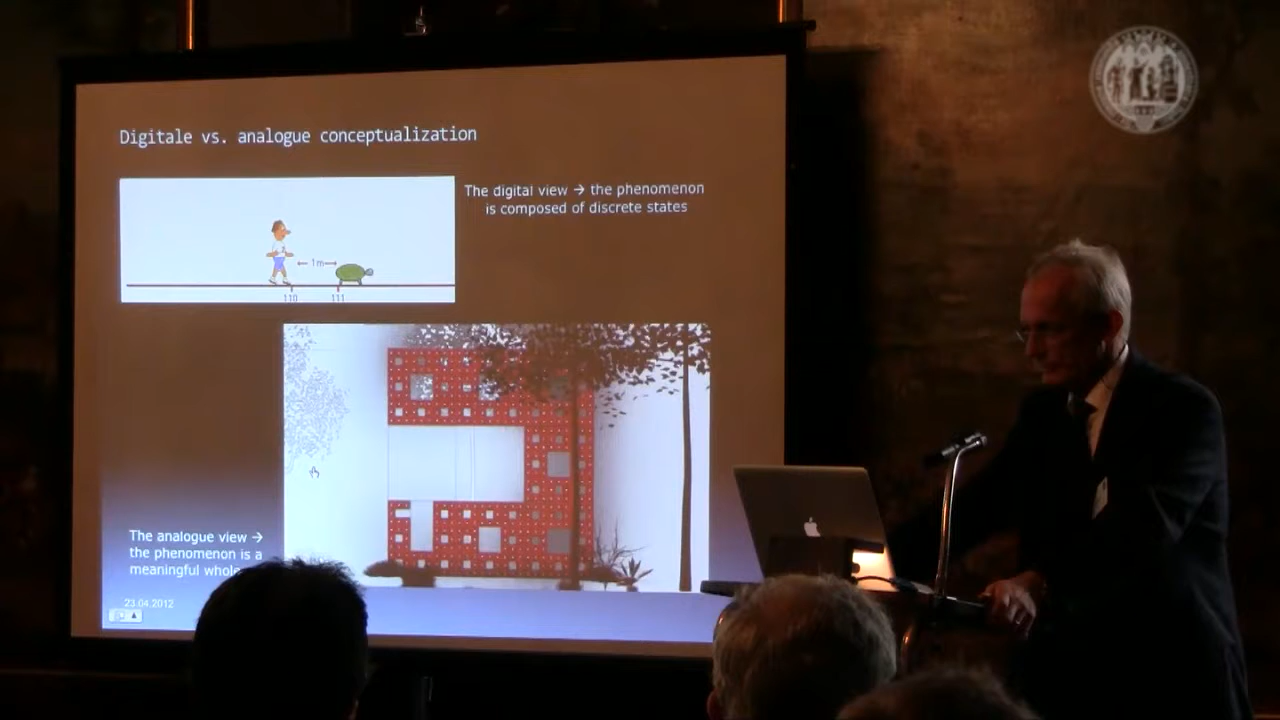 Digitale vs. analogue conceptualization
The digital view → the phenomenon
is composed of discrete states
1m
110
111
The analogue view →
the phenomenon is a
meaningful whole
23.04.2012